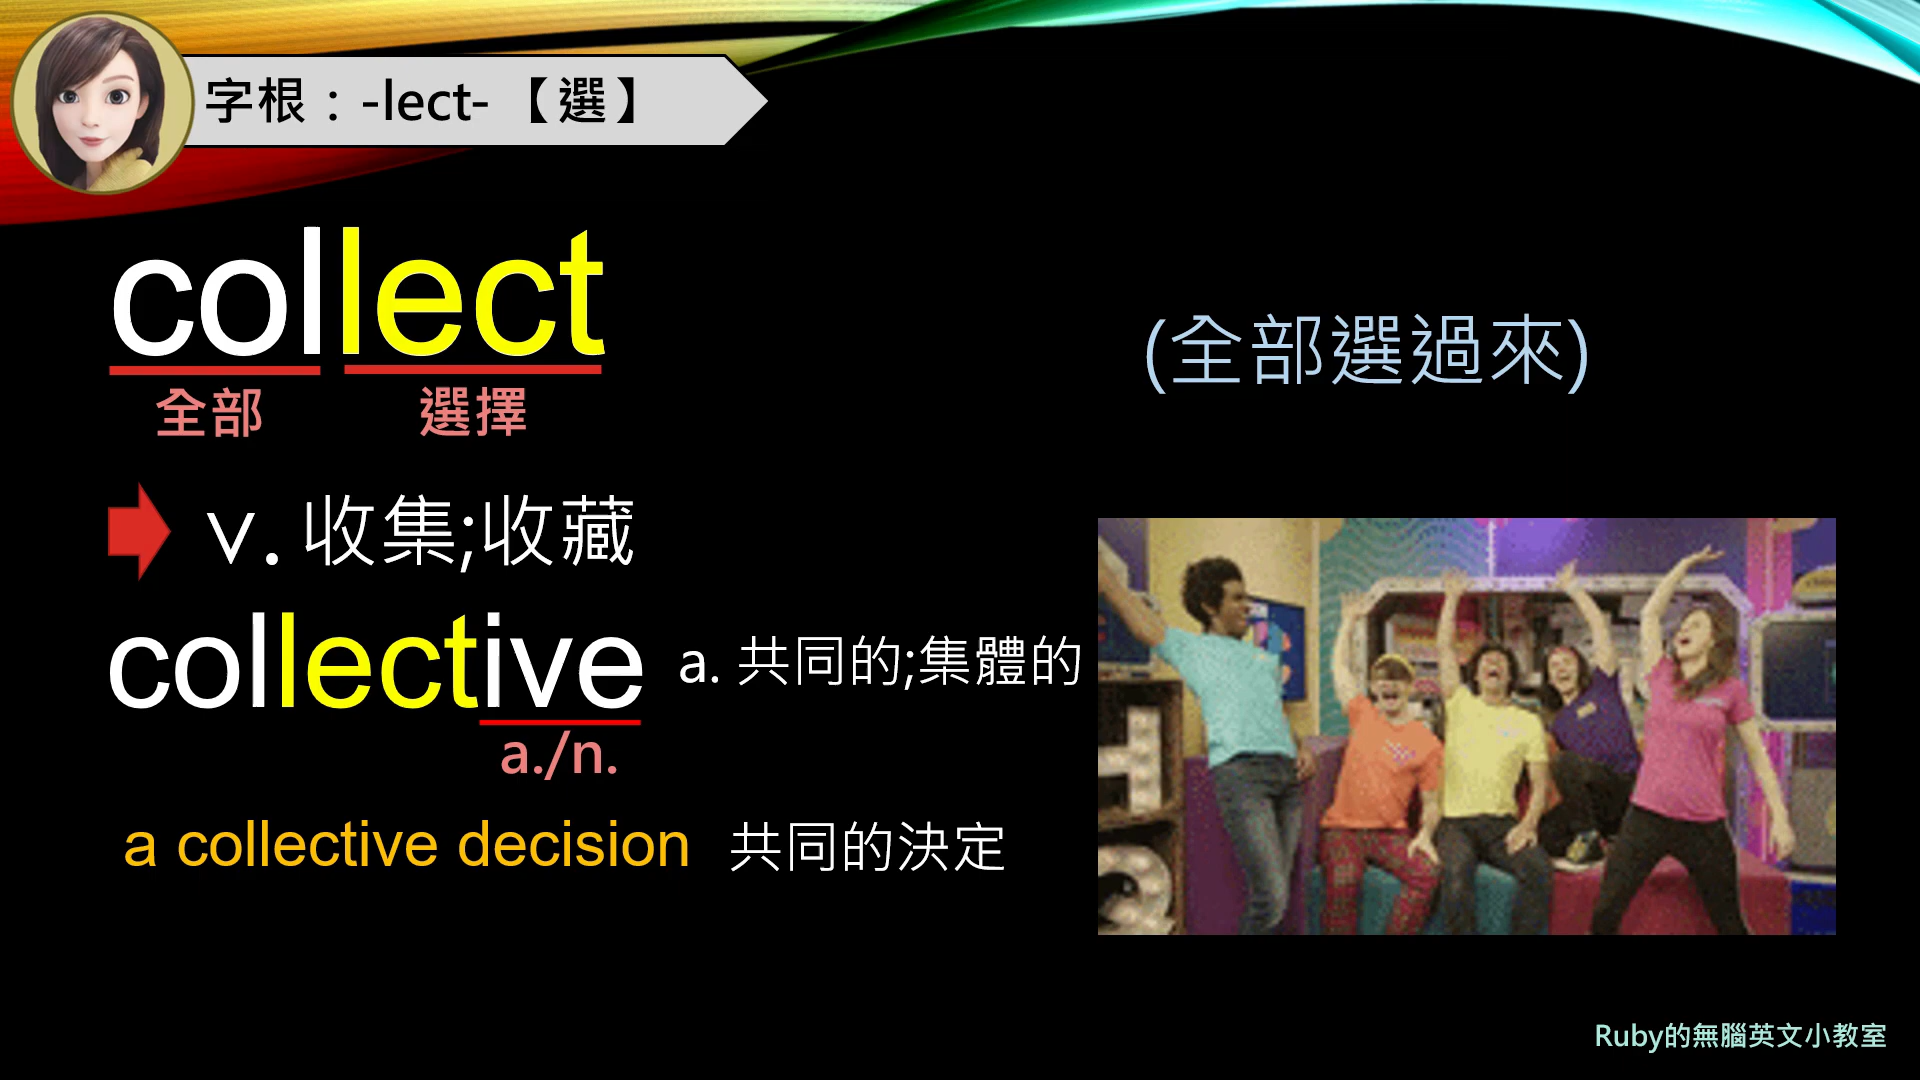 字根：-lect-【選】
collect
全部 選擇
(全部選過來)
v. 收集;收藏
collective a. 共同的;集體的
a./n.
a collective decision 共同的決定
H
Q
Ruby的無腦英文小教室